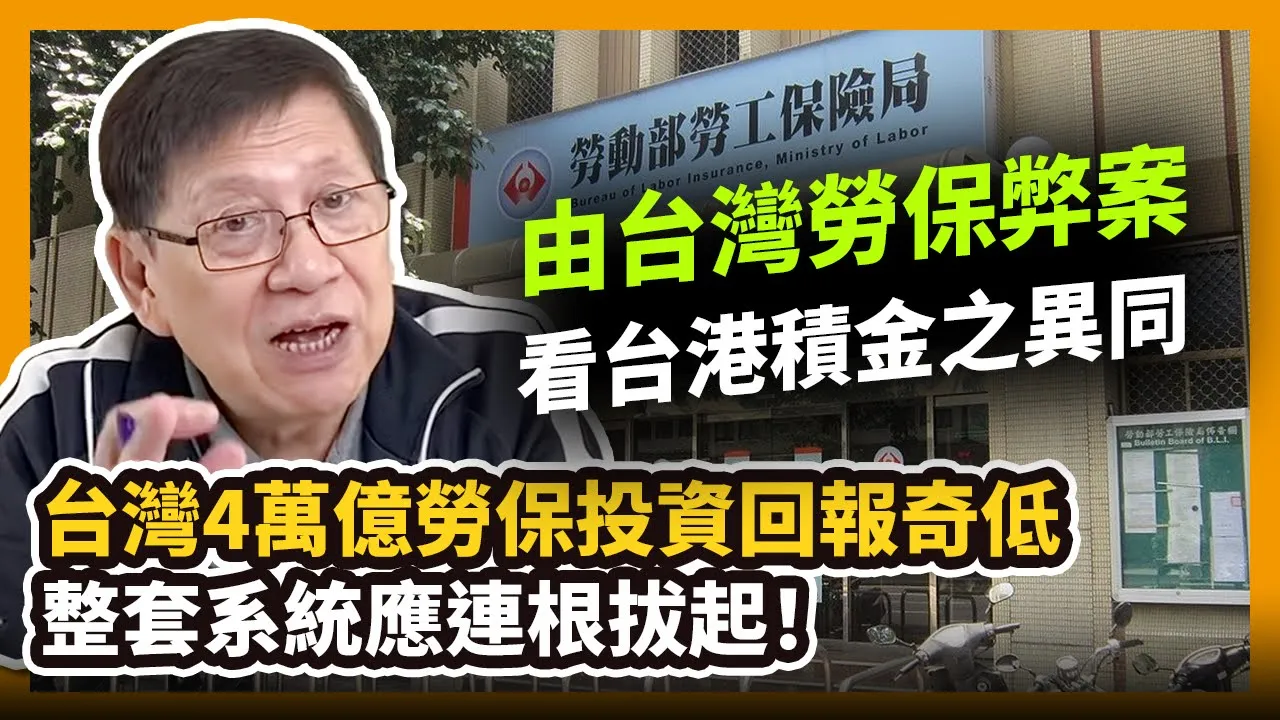 勞動部勞工保險局
Bureau of Labor Insurance, Ministry of Labor
由台灣勞保弊案
看台港積金之異同
勞動部勞工保險局佈告欄
Bulletin Board of B.L.I.
台灣4萬億勞保投資回報奇低
整套系統應連根拔起!